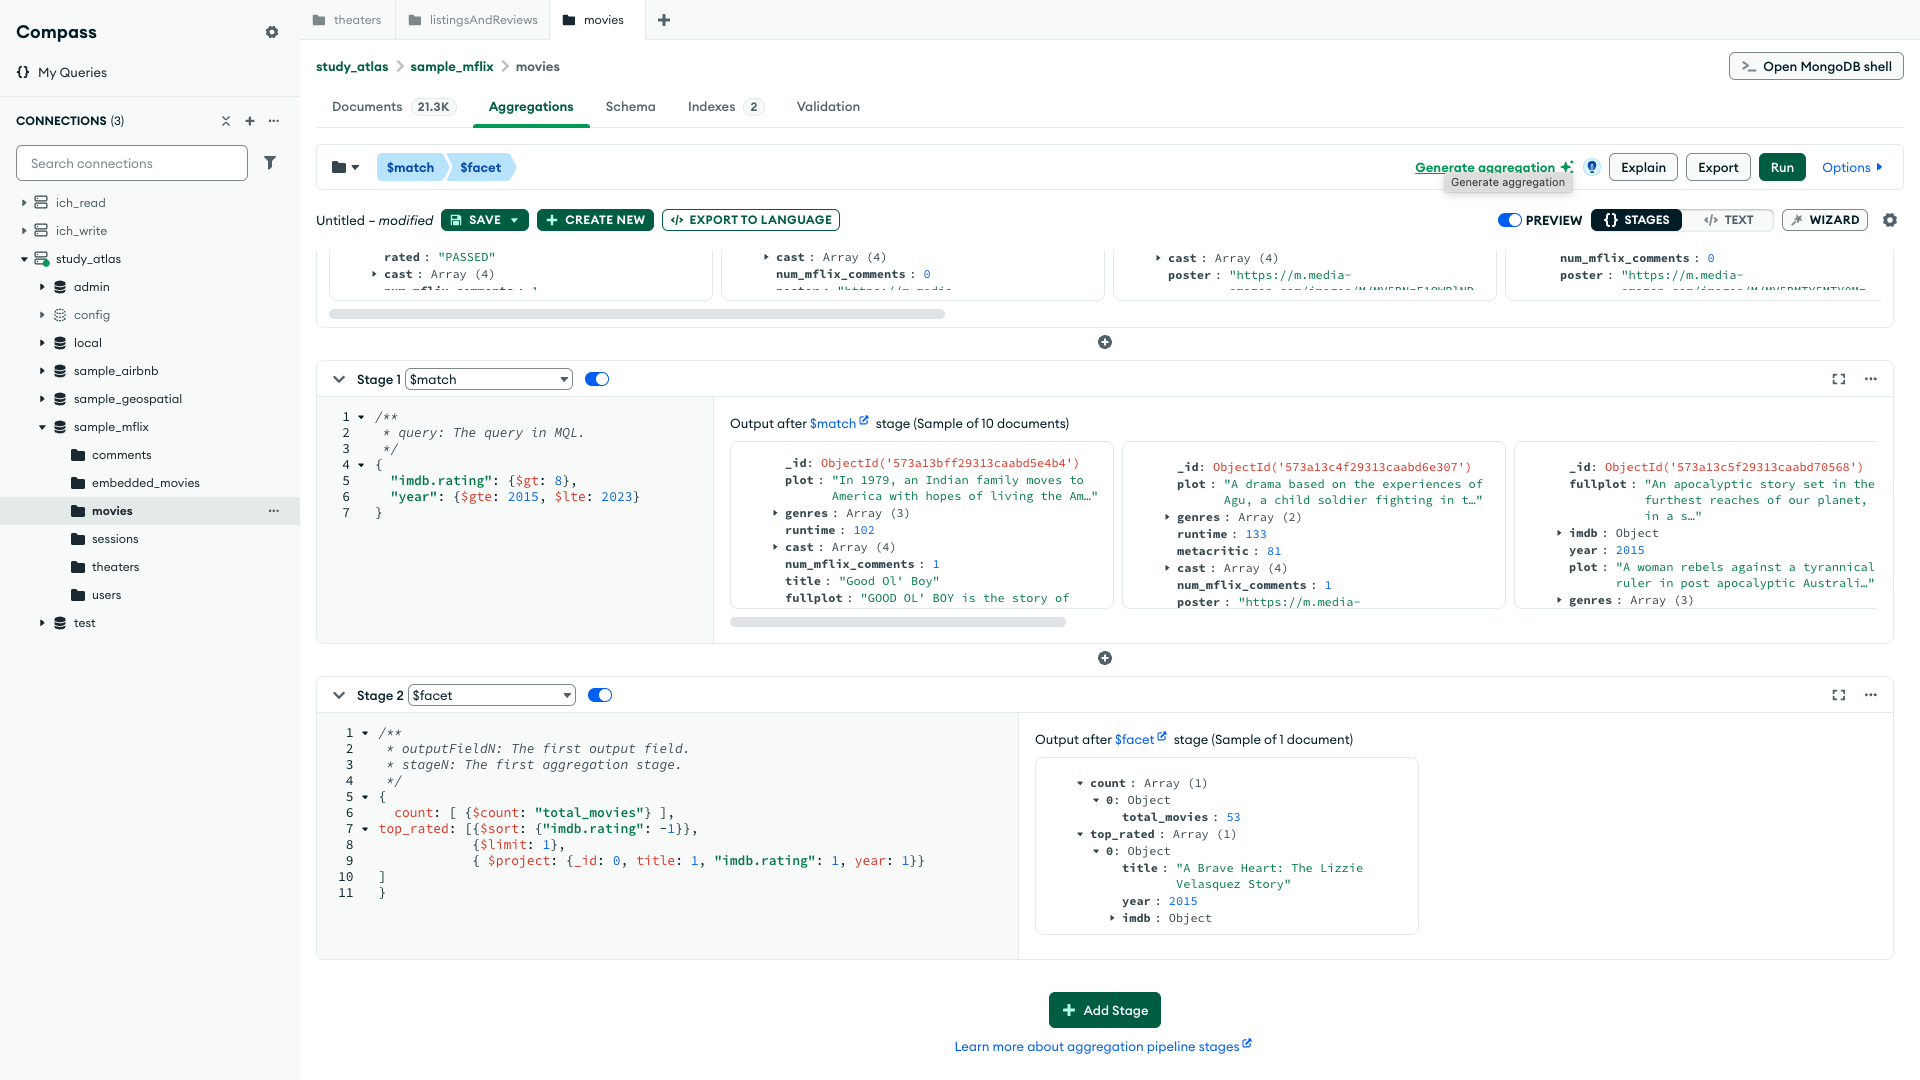 Compass
theaters
listingsAndReviews
movies
My Queries
study_atlas
sample_mflix
movies
Open MongoDB shell
Documents 21.3K
Aggregations
Schema
Indexes 2
Validation
CONNECTIONS (3)
Search connections
ich_read
ich_write
study_atlas
admin
config
local
sample_airbnb
sample_geospatial
sample_mflix
comments
embedded_movies
movies
sessions
theaters
users
test
$match
$facet
Generate aggregation
Generate aggregation
Explain
Export
Run
Options
Untitled – modified
SAVE
CREATE NEW
</> EXPORT TO LANGUAGE
PREVIEW
{} STAGES
</> TEXT
WIZARD
rated : "PASSED"
cast : Array (4)
num_mflix_comments : 1
cast : Array (4)
num_mflix_comments : 0
poster : "https://m.media-
cast : Array (4)
poster : "https://m.media-
num_mflix_comments : 0
poster : "https://m.media-
Stage 1 $match
1 /**
2 * query: The query in MQL.
3 */
4 {
5 "imdb.rating": {$gt: 8},
6 "year": {$gte: 2015, $lte: 2023}
7 }
Output after $match stage (Sample of 10 documents)
_id: ObjectId('573a13bff29313caabd5e4b4')
plot : "In 1979, an Indian family moves to
America with hopes of living the Am…"
genres : Array (3)
runtime : 102
cast : Array (4)
num_mflix_comments : 1
title : "Good Ol' Boy"
fullplot : "GOOD OL' BOY is the story of
_id: ObjectId('573a13c4f29313caabd6e307')
plot : "A drama based on the experiences of
Agu, a child soldier fighting in t…"
genres : Array (2)
runtime : 133
metacritic : 81
cast : Array (4)
num_mflix_comments : 1
poster : "https://m.media-
_id: ObjectId('573a13c5f29313caabd70568')
fullplot : "An apocalyptic story set in the
furthest reaches of our planet,
in a s…"
imdb : Object
year : 2015
plot : "A woman rebels against a tyrannical
ruler in post apocalyptic Australi…"
genres : Array (3)
Stage 2 $facet
1 /**
2 * outputFieldN: The first output field.
3 * stageN: The first aggregation stage.
4 */
5 {
6 count: [ {$count: "total_movies"} ],
7 top_rated: [{$sort: {"imdb.rating": -1}},
8 {$limit: 1},
9 { $project: {_id: 0, title: 1, "imdb.rating": 1, year: 1}}
10 ]
11 }
Output after $facet stage (Sample of 1 document)
count : Array (1)
0: Object
total_movies : 53
top_rated : Array (1)
0: Object
title : "A Brave Heart: The Lizzie
Velasquez Story"
year : 2015
imdb : Object
Add Stage
Learn more about aggregation pipeline stages